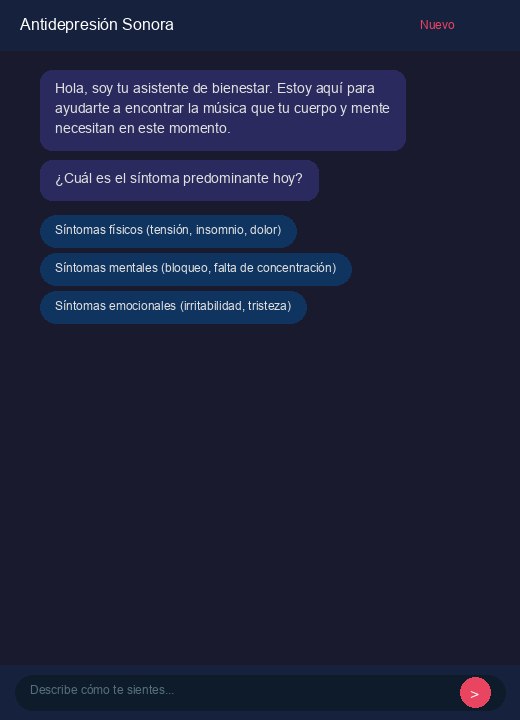 Antidepresión Sonora
Nuevo
Hola, soy tu asistente de bienestar. Estoy aquí para
ayudarte a encontrar la música que tu cuerpo y mente
necesitan en este momento.
¿Cuál es el síntoma predominante hoy?
Síntomas físicos (tensión, insomnio, dolor)
Síntomas mentales (bloqueo, falta de concentración)
Síntomas emocionales (irritabilidad, tristeza)
Describe cómo te sientes...
>